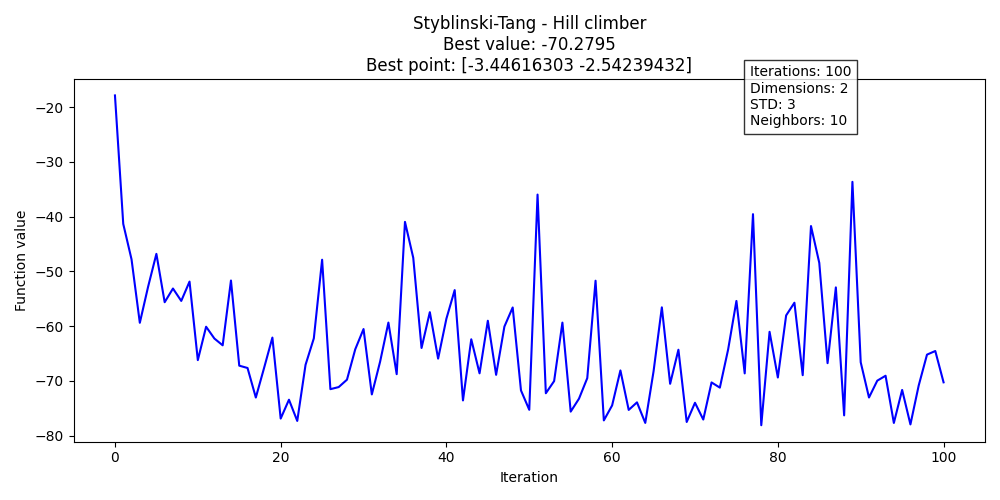 Styblinski-Tang - Hill climber
Best value: -70.2795
Best point: [-3.44616303 -2.54239432]
Iterations: 100
Dimensions: 2
STD: 3
Neighbors: 10
Function value
−20
−30
−40
−50
−60
−70
−80
0
20
40
60
80
100
Iteration